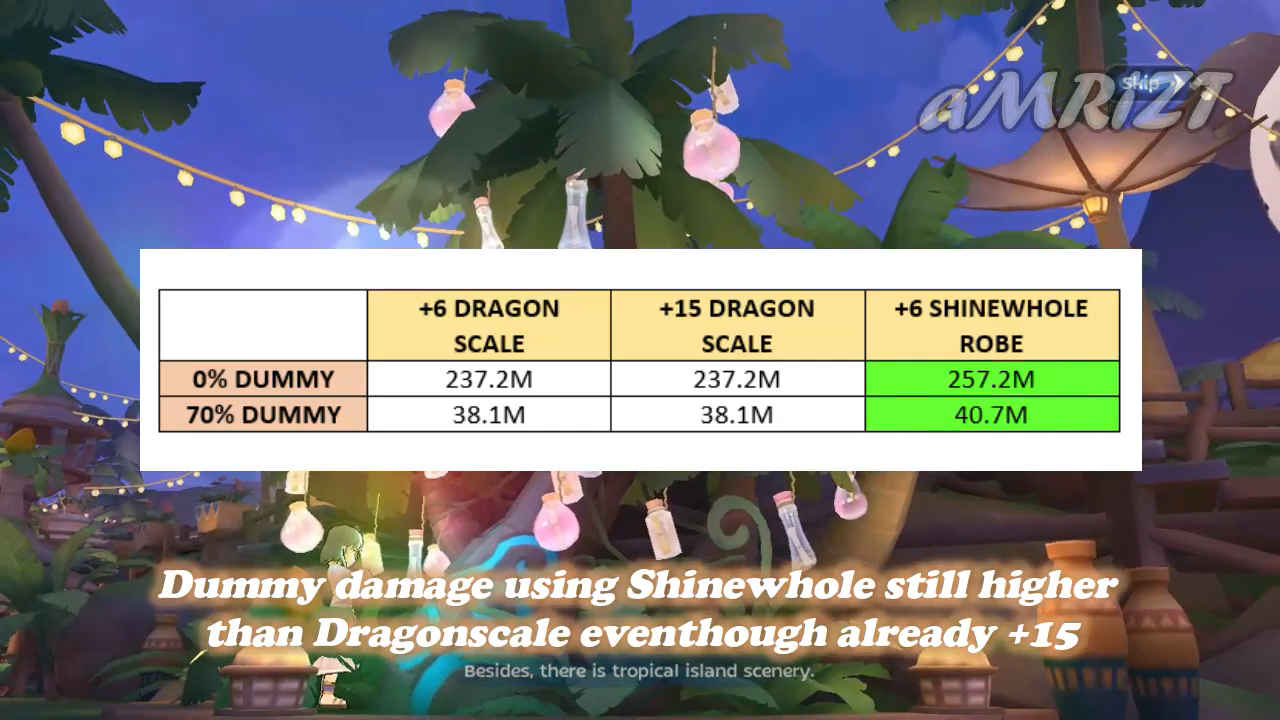 Skip
aMRiZT
+6 DRAGON SCALE
+15 DRAGON SCALE
+6 SHINEWHOLE ROBE
0% DUMMY 237.2M 237.2M 257.2M
70% DUMMY 38.1M 38.1M 40.7M
Dummy damage using Shinewhole still higher
than Dragonscale eventhough already +15
Besides, there is tropical island scenery.